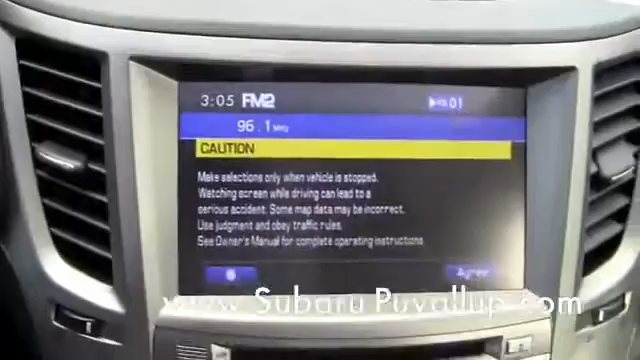 3:05 FM2 01
96.1 MHz
CAUTION
Make selections only when vehicle is stopped.
Watching screen while driving can lead to a
serious accident. Some map data may be incorrect.
Use judgment and obey traffic rules.
See Owner's Manual for complete operating instructions.
Agree
www.SubaruPuyallup.com